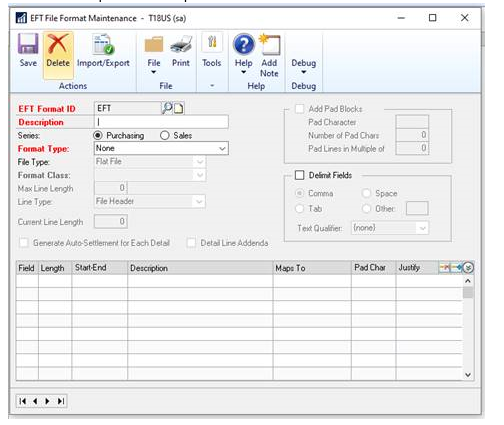 EFT File Format Maintenance - T18US (sa)
Save Delete Import/Export File Print Tools Help Add Note Debug
Actions File Help Debug
EFT Format ID EFT
Description
Series: Purchasing Sales
Format Type: None
File Type: Flat File
Format Class:
Max Line Length 0
Line Type: File Header
Current Line Length 0
Generate Auto-Settlement for Each Detail Detail Line Addenda
Add Pad Blocks
Pad Character
Number of Pad Chars 0
Pad Lines in Multiple of 0
Delimit Fields
Comma Space
Tab Other:
Text Qualifier: (none)
Field Length Start-End Description Maps To Pad Char Justify